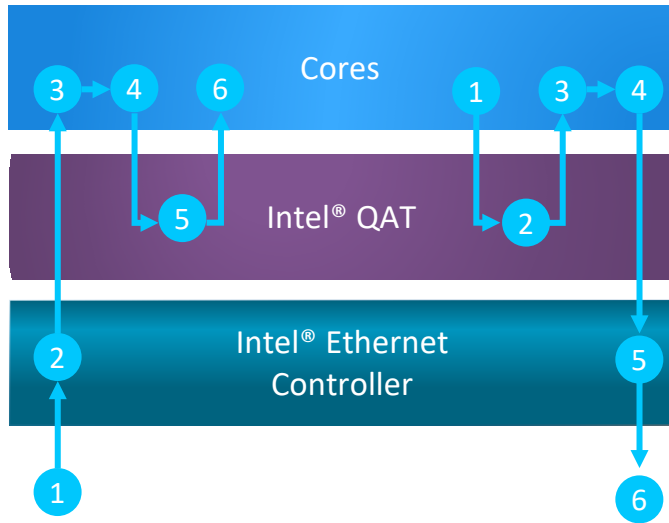 Cores
3 4 6 1 3 4
Intel® QAT
5 2
Intel® Ethernet
Controller
2 5
1 6